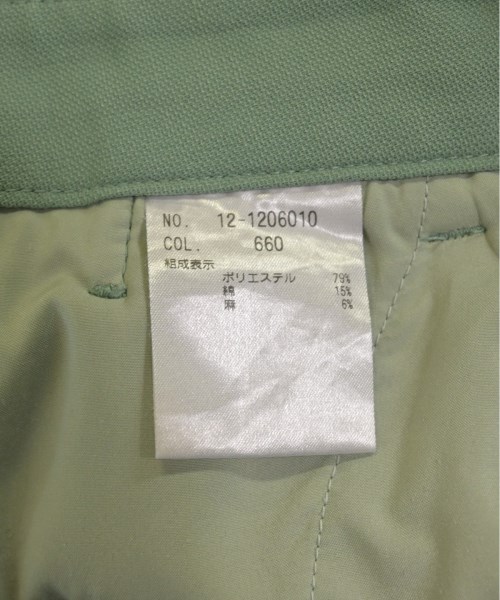 NO. 12-1206010
COL. 660
組成表示
ポリエステル 79%
綿 15%
麻 6%